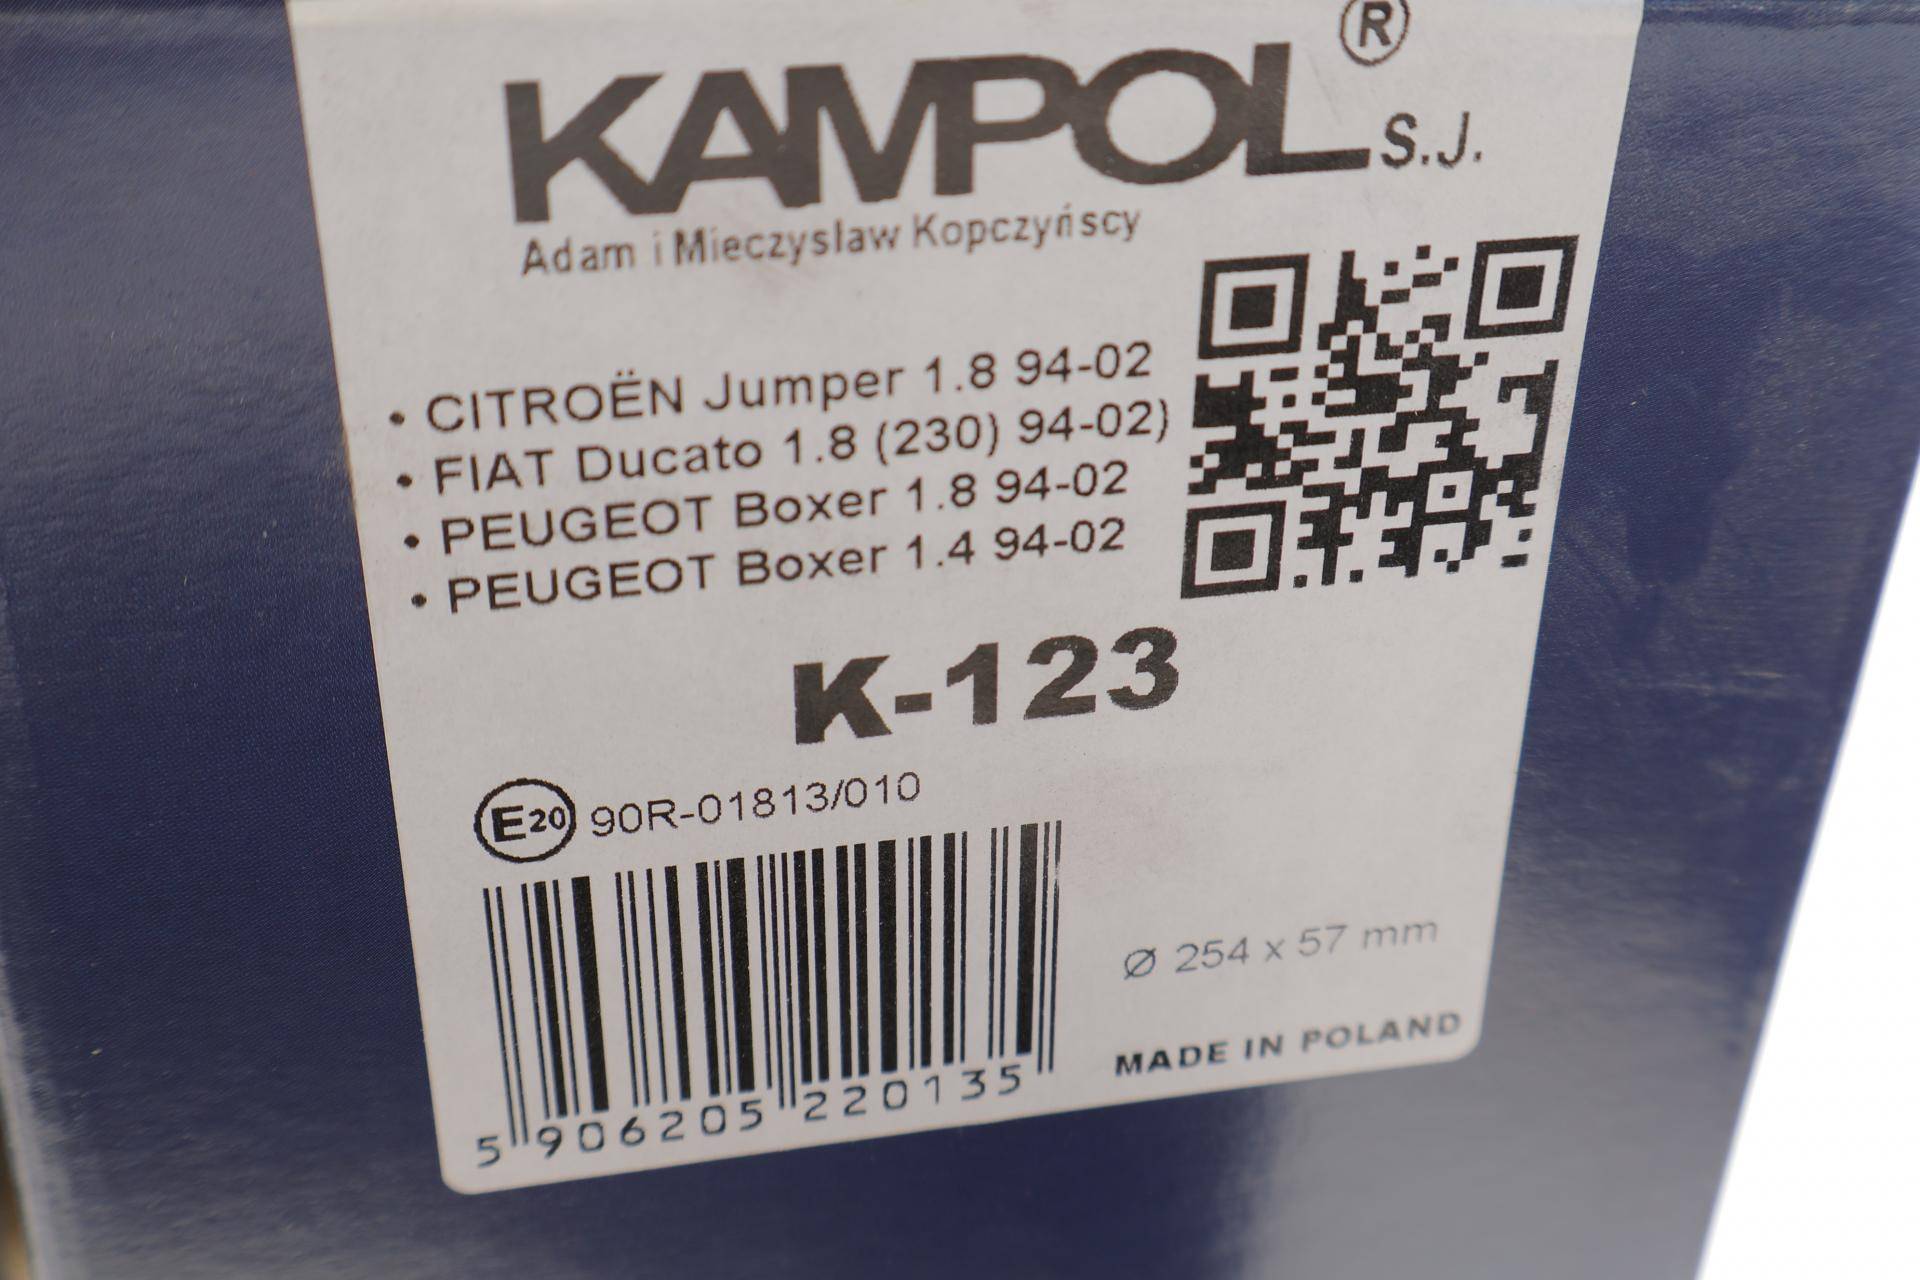 KAMPOL® S.J.
Adam i Mieczysław Kopczyńscy
• CITROËN Jumper 1.8 94-02
• FIAT Ducato 1.8 (230) 94-02)
• PEUGEOT Boxer 1.8 94-02
• PEUGEOT Boxer 1.4 94-02
K-123
E20 90R-01813/010
Ø 254 x 57 mm
MADE IN POLAND
5 906205 220135